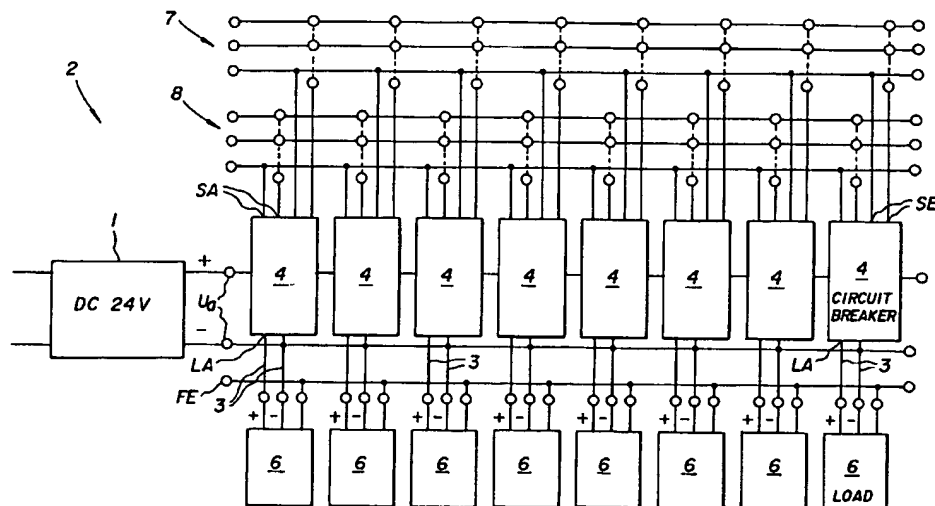 7
2
8
SA
SE
1
+
4 4 4 4 4 4 4 4
DC 24V
Ua
CIRCUIT
BREAKER
-
LA
3
LA
3
FE
3
+ - + - + - + - + - + - + - + -
6 6 6 6 6 6 6 6
LOAD